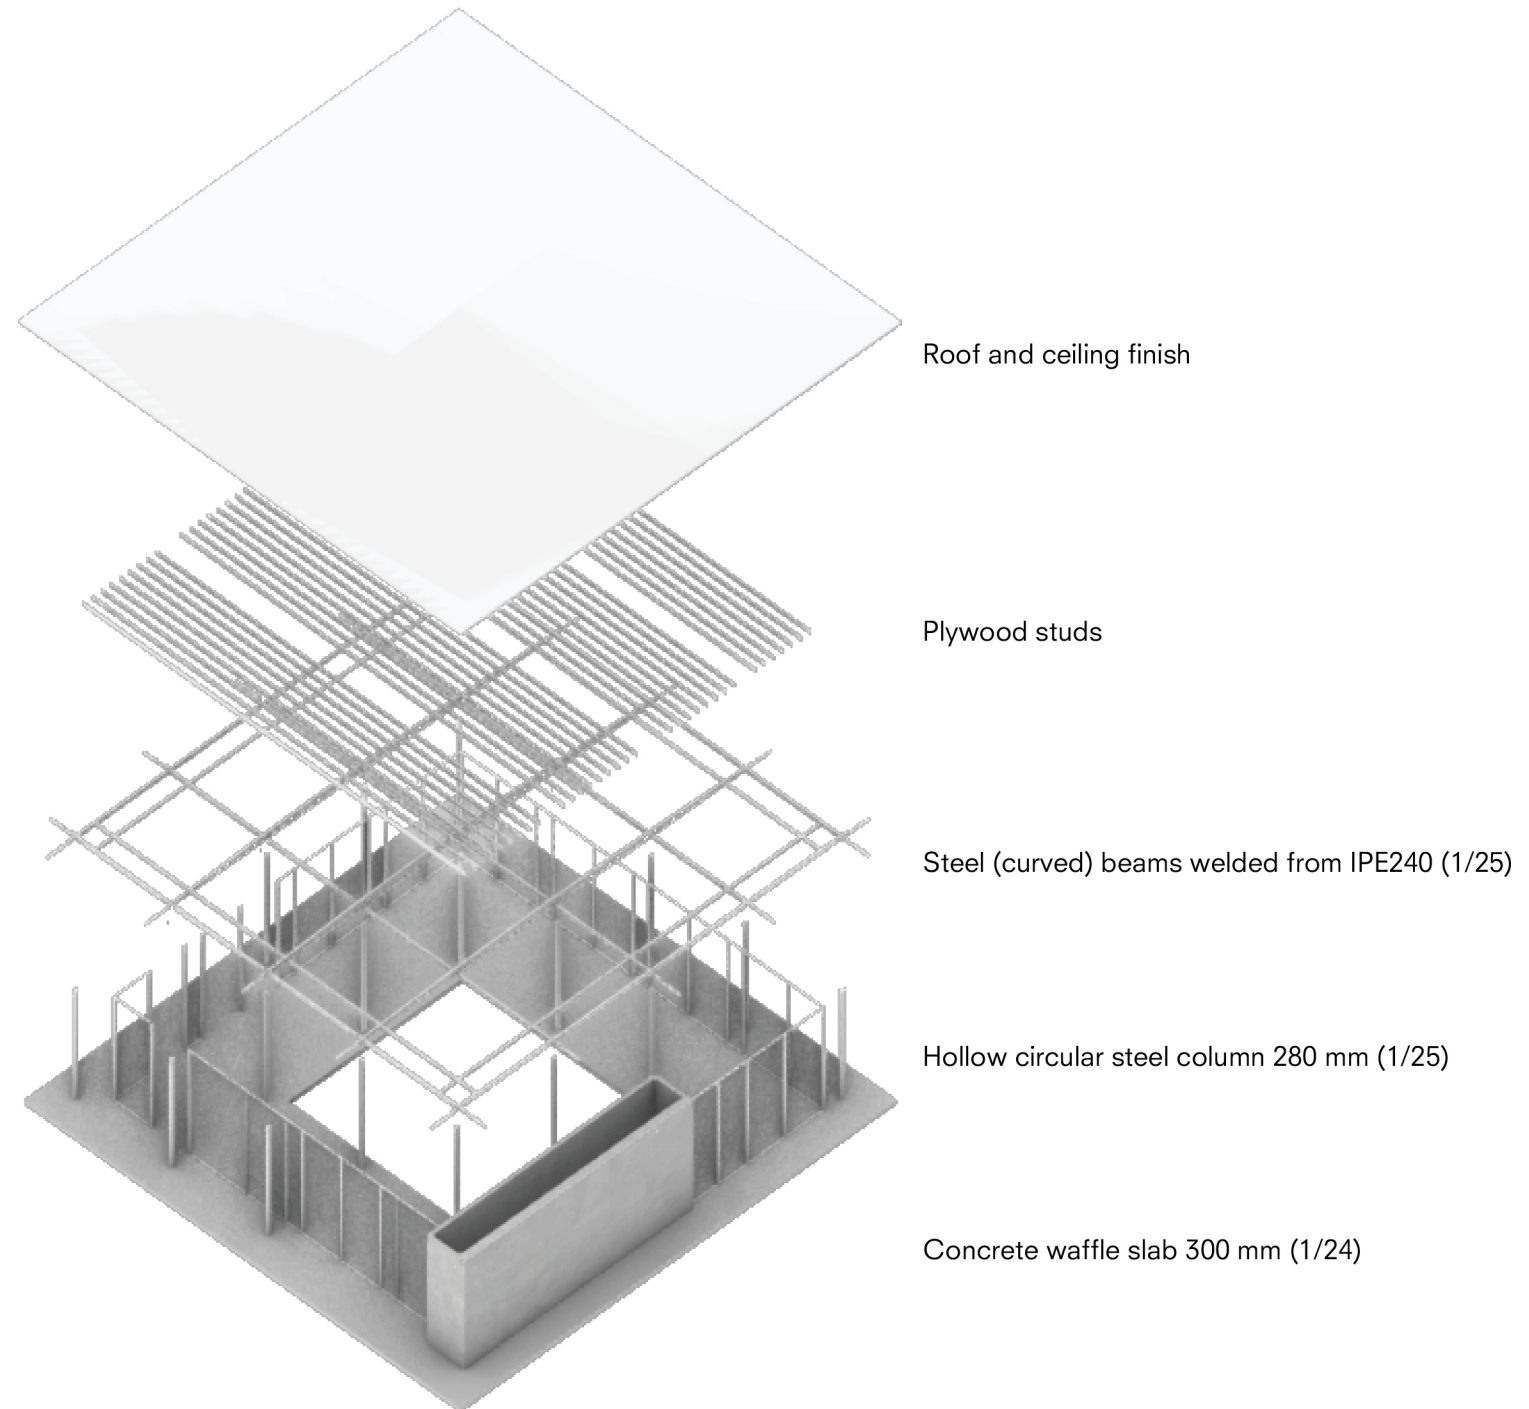 Roof and ceiling finish
Plywood studs
Steel (curved) beams welded from IPE240 (1/25)
Hollow circular steel column 280 mm (1/25)
Concrete waffle slab 300 mm (1/24)